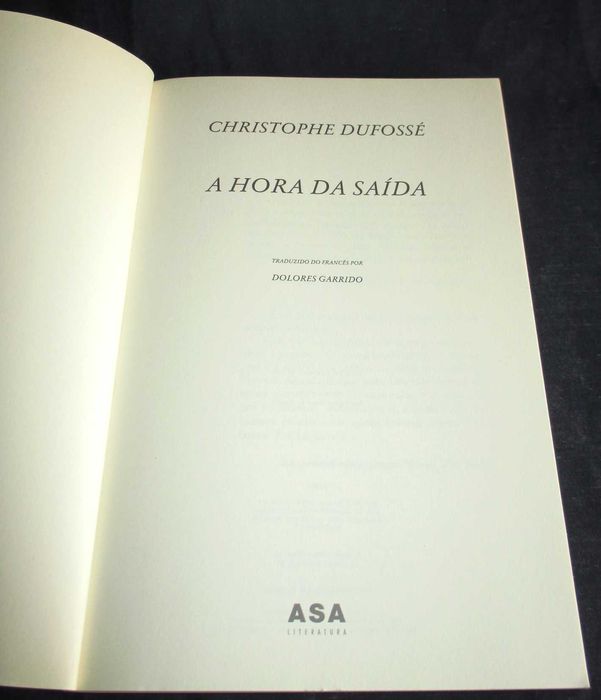 CHRISTOPHE DUFOSSÉ
A HORA DA SAÍDA
TRADUZIDO DO FRANCÊS POR
DOLORES GARRIDO
ASA
LITERATURA